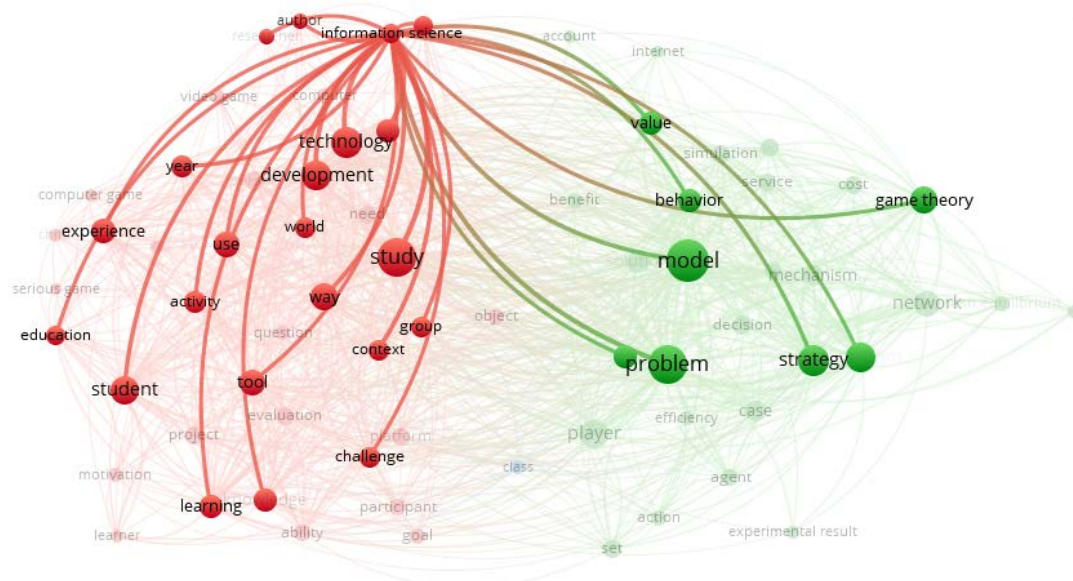 author
information science
account
internet
video game
computer
value
technology
simulation
year
development
service
cost
computer game
need
benefit
behavior
game theory
experience
world
use
study
model
mechanism
serious game
activity
way
network
question
object
decision
education
group
context
problem
strategy
student
tool
evaluation
efficiency
case
project
platform
player
motivation
challenge
class
agent
learning
participant
action
learner
ability
goal
experimental result
set